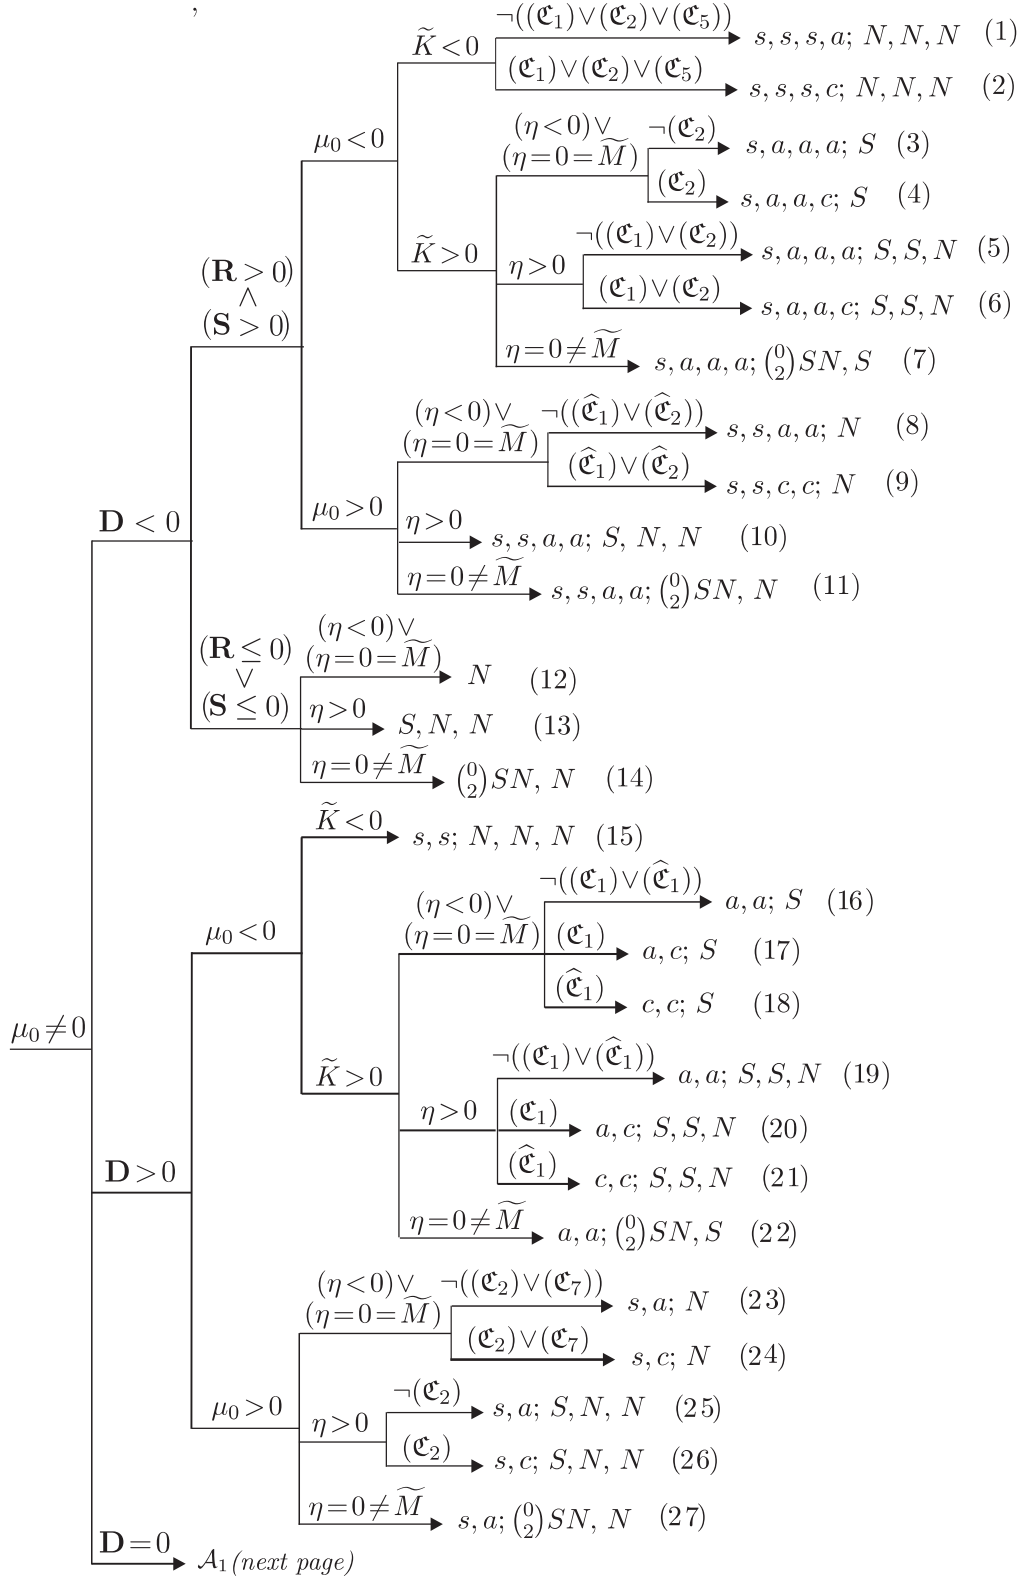 ,
K̃<0
¬((ℭ₁)∨(ℭ₂)∨(ℭ₅))
s, s, s, a; N, N, N (1)
(ℭ₁)∨(ℭ₂)∨(ℭ₅)
s, s, s, c; N, N, N (2)
μ₀<0
(η<0)∨
(η=0=M̃)
¬(ℭ₂)
s, a, a, a; S (3)
(ℭ₂)
s, a, a, c; S (4)
K̃>0
η>0
¬((ℭ₁)∨(ℭ₂))
s, a, a, a; S, S, N (5)
(ℭ₁)∨(ℭ₂)
s, a, a, c; S, S, N (6)
η=0≠M̃
s, a, a, a; (0 2)SN, S (7)
(R>0)
∧
(S>0)
(η<0)∨
(η=0=M̃)
¬((ℭ̂₁)∨(ℭ̂₂))
s, s, a, a; N (8)
(ℭ̂₁)∨(ℭ̂₂)
s, s, c, c; N (9)
μ₀>0
η>0
s, s, a, a; S, N, N (10)
η=0≠M̃
s, s, a, a; (0 2)SN, N (11)
D<0
(R≤0)
∨
(S≤0)
(η<0)∨
(η=0=M̃)
N (12)
η>0
S, N, N (13)
η=0≠M̃
(0 2)SN, N (14)
K̃<0
s, s; N, N, N (15)
μ₀<0
(η<0)∨
(η=0=M̃)
¬((ℭ₁)∨(ℭ̂₁))
a, a; S (16)
(ℭ₁)
a, c; S (17)
(ℭ̂₁)
c, c; S (18)
μ₀≠0
K̃>0
η>0
¬((ℭ₁)∨(ℭ̂₁))
a, a; S, S, N (19)
(ℭ₁)
a, c; S, S, N (20)
(ℭ̂₁)
c, c; S, S, N (21)
D>0
η=0≠M̃
a, a; (0 2)SN, S (22)
(η<0)∨
(η=0=M̃)
¬((ℭ₂)∨(ℭ₇))
s, a; N (23)
(ℭ₂)∨(ℭ₇)
s, c; N (24)
μ₀>0
η>0
¬(ℭ₂)
s, a; S, N, N (25)
(ℭ₂)
s, c; S, N, N (26)
η=0≠M̃
s, a; (0 2)SN, N (27)
D=0
𝒜₁(next page)